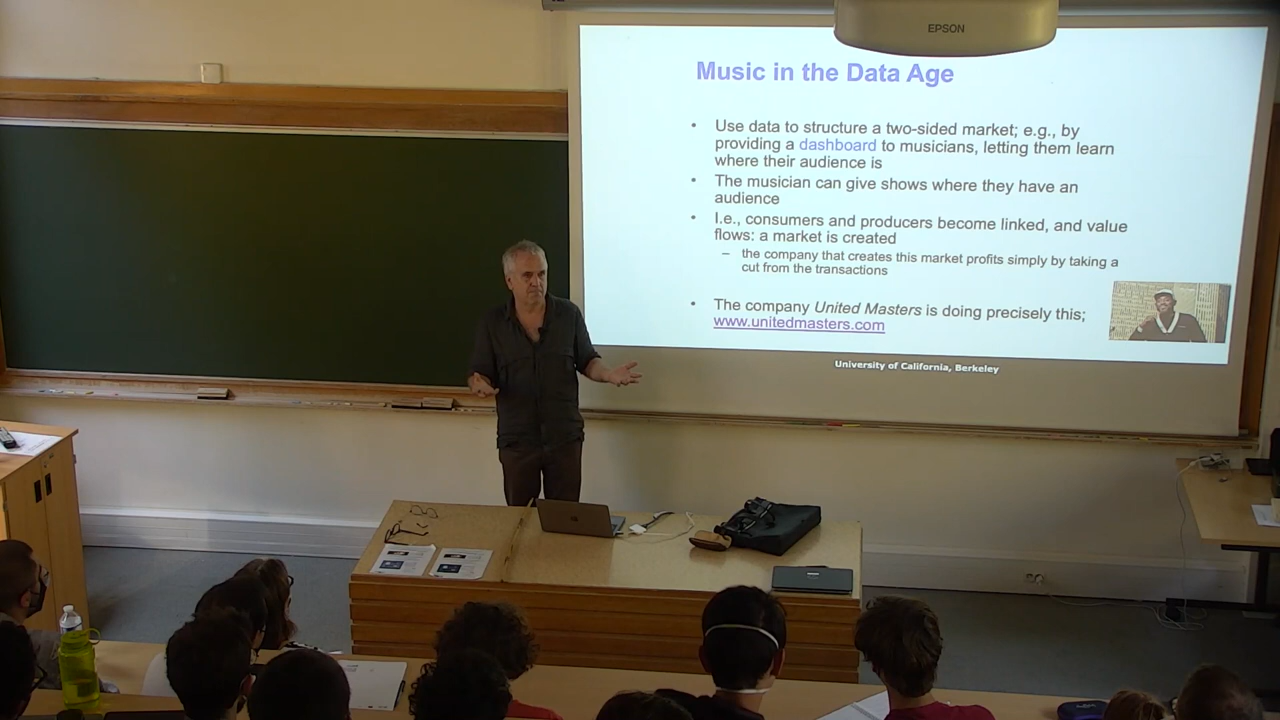 EPSON
Music in the Data Age
• Use data to structure a two-sided market; e.g., by
providing a dashboard to musicians, letting them learn
where their audience is
• The musician can give shows where they have an
audience
• I.e., consumers and producers become linked, and value
flows: a market is created
– the company that creates this market profits simply by taking a
cut from the transactions
• The company United Masters is doing precisely this;
www.unitedmasters.com
University of California, Berkeley